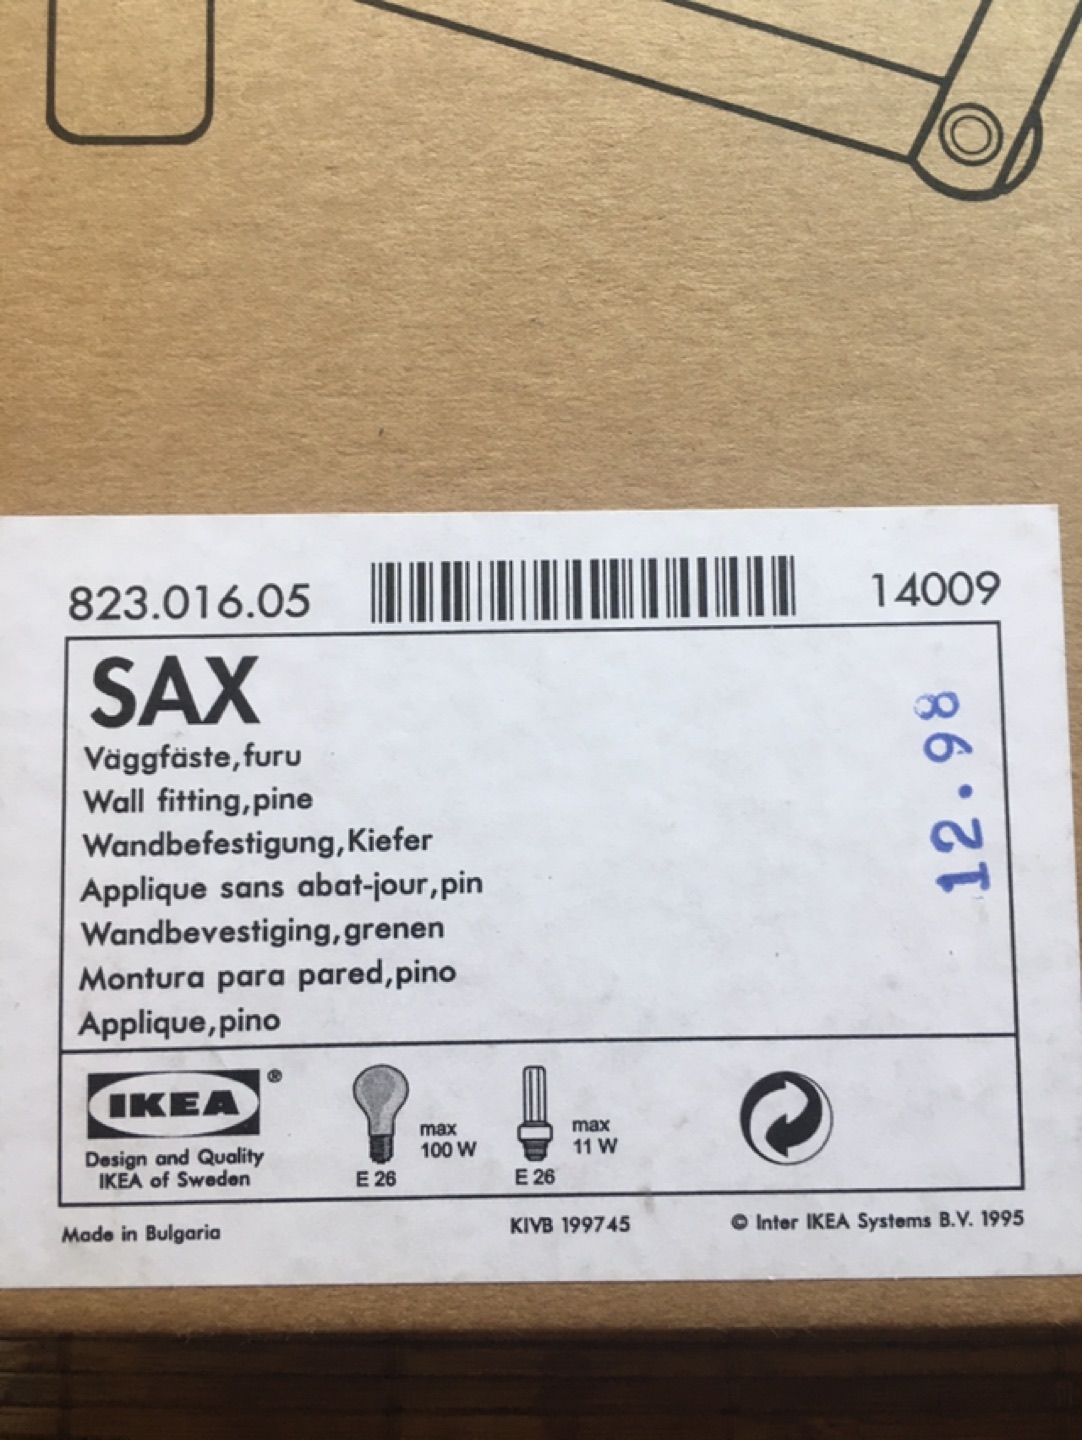 823.016.05
14009
SAX
Väggfäste,furu
Wall fitting,pine
Wandbefestigung,Kiefer
Applique sans abat-jour,pin
Wandbevestiging,grenen
Montura para pared,pino
Applique,pino
12.98
IKEA®
Design and Quality
IKEA of Sweden
E 26
max
100 W
E 26
max
11 W
Made in Bulgaria
KIVB 199745
© Inter IKEA Systems B.V. 1995